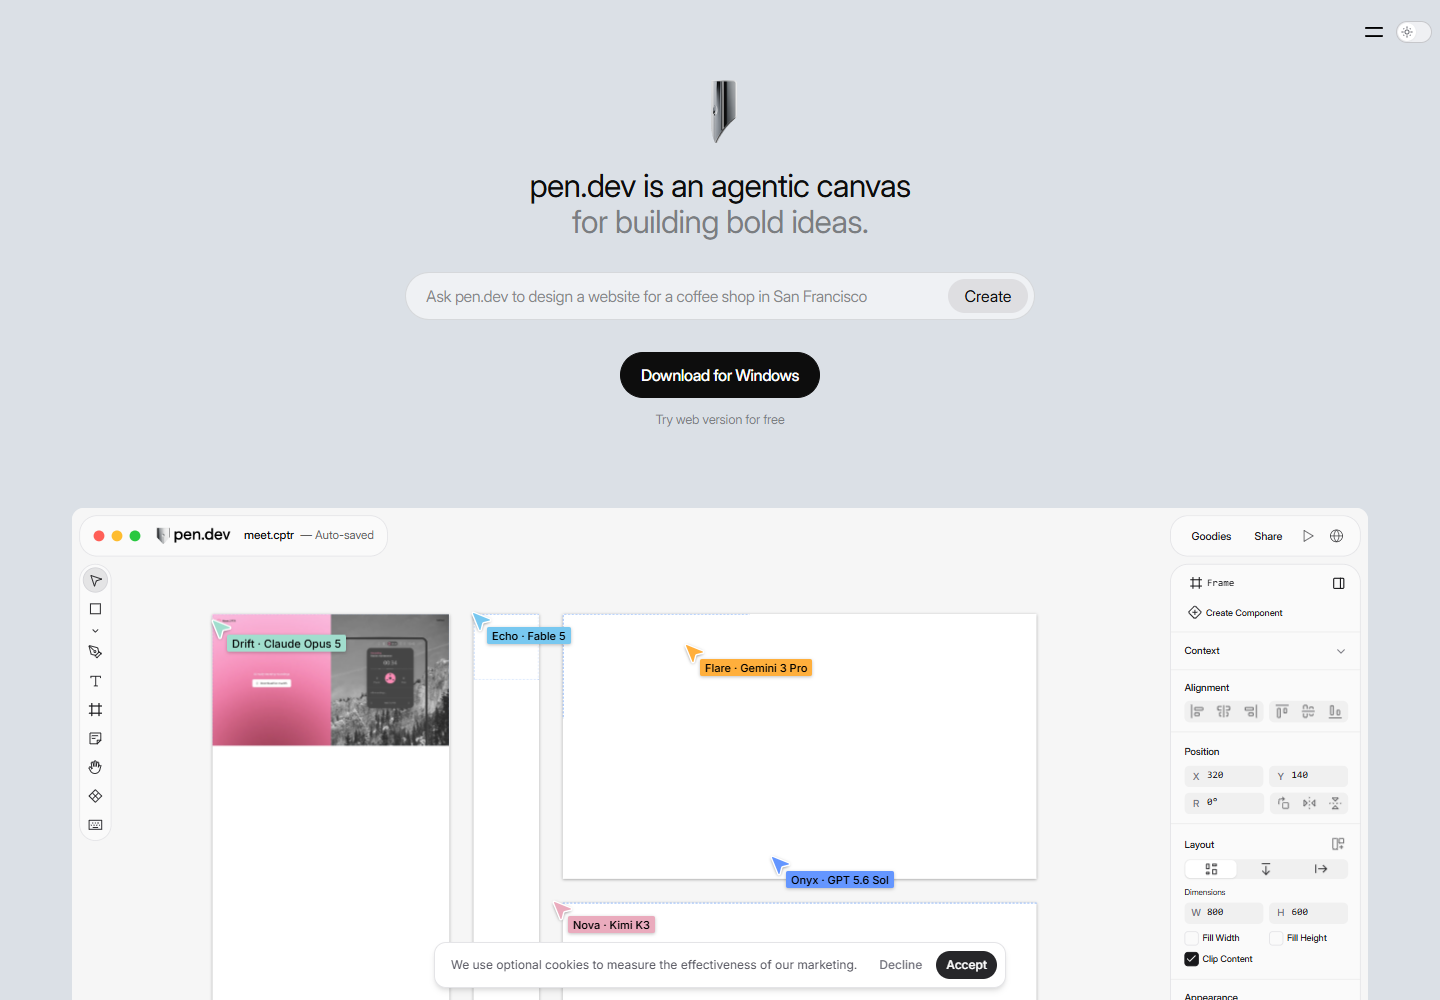 pen.dev is an agentic canvas
for building bold ideas.
Ask pen.dev to design a website for a coffee shop in San Francisco
Create
Download for Windows
Try web version for free
pen.dev meet.cptr — Auto-saved
Goodies Share
Frame
Create Component
Context
Alignment
Position
X 320 Y 140
R 0°
Layout
Dimensions
W 800 H 600
Fill Width Fill Height
Clip Content
Appearance
Drift · Claude Opus 5
Echo · Fable 5
Flare · Gemini 3 Pro
Onyx · GPT 5.6 Sol
Nova · Kimi K3
We use optional cookies to measure the effectiveness of our marketing. Decline Accept